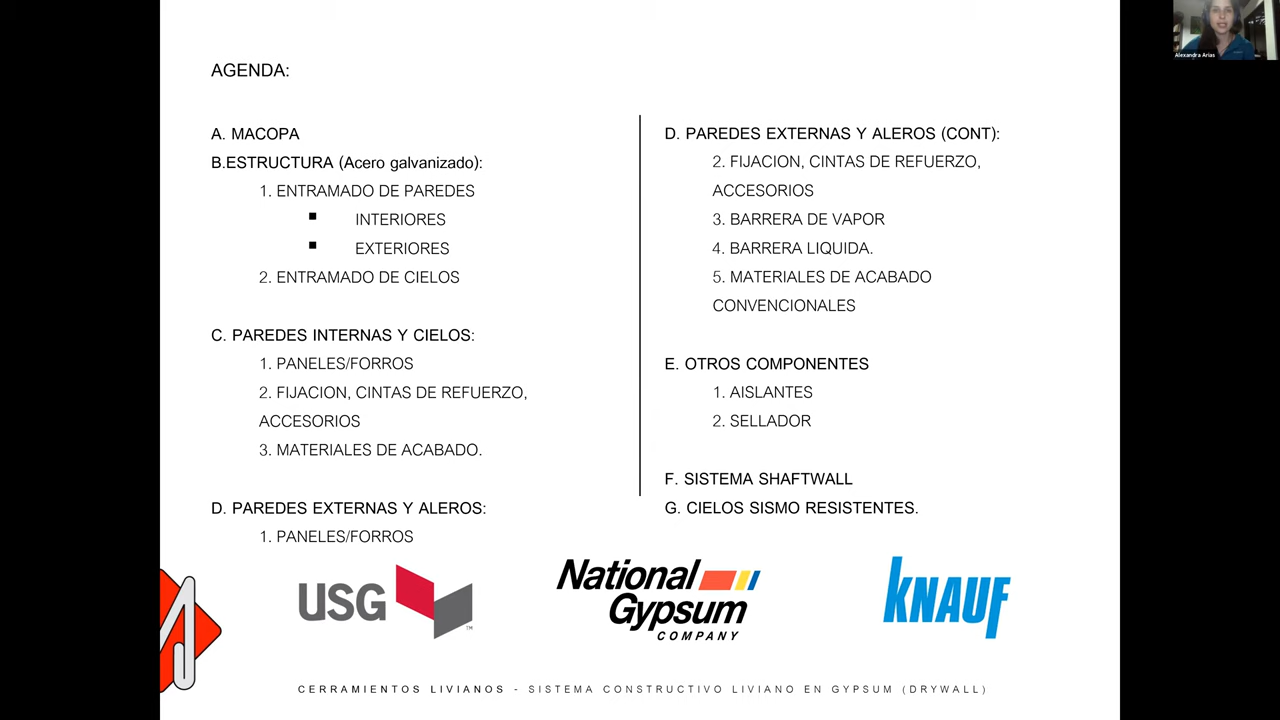 AGENDA:
A. MACOPA
B.ESTRUCTURA (Acero galvanizado):
1. ENTRAMADO DE PAREDES
INTERIORES
EXTERIORES
2. ENTRAMADO DE CIELOS
C. PAREDES INTERNAS Y CIELOS:
1. PANELES/FORROS
2. FIJACION, CINTAS DE REFUERZO,
ACCESORIOS
3. MATERIALES DE ACABADO.
D. PAREDES EXTERNAS Y ALEROS:
1. PANELES/FORROS
D. PAREDES EXTERNAS Y ALEROS (CONT):
2. FIJACION, CINTAS DE REFUERZO,
ACCESORIOS
3. BARRERA DE VAPOR
4. BARRERA LIQUIDA.
5. MATERIALES DE ACABADO
CONVENCIONALES
E. OTROS COMPONENTES
1. AISLANTES
2. SELLADOR
F. SISTEMA SHAFTWALL
G. CIELOS SISMO RESISTENTES.
USG
TM
National
Gypsum
COMPANY
KNAUF
CERRAMIENTOS LIVIANOS - SISTEMA CONSTRUCTIVO LIVIANO EN GYPSUM (DRYWALL)
Alexandra Arias